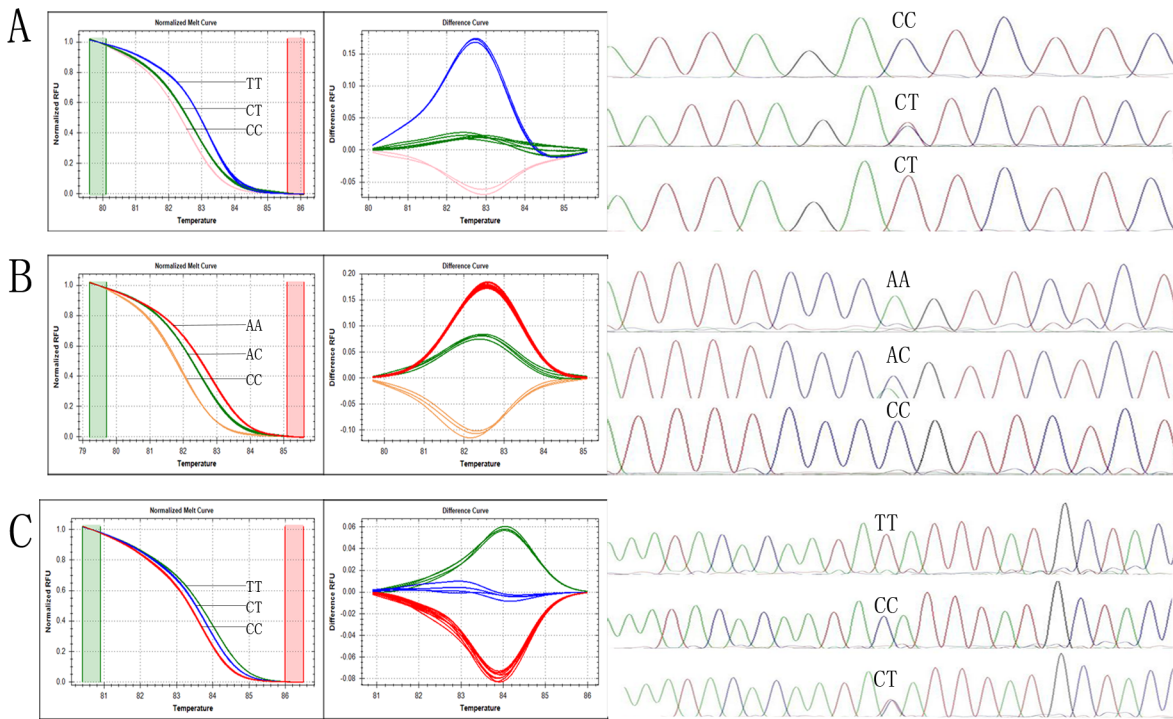 A
Normalized Melt Curve
Normalized RFU
1.0
0.8
0.6
0.4
0.2
0.0
TT
CT
CC
80 81 82 83 84 85 86
Temperature
Difference Curve
Difference RFU
0.15
0.10
0.05
0.00
-0.05
80 81 82 83 84 85
Temperature
CC
CT
CT
B
Normalized Melt Curve
Normalized RFU
1.0
0.8
0.6
0.4
0.2
0.0
AA
AC
CC
79 80 81 82 83 84 85
Temperature
Difference Curve
Difference RFU
0.20
0.15
0.10
0.05
0.00
-0.05
-0.10
80 81 82 83 84 85
Temperature
AA
AC
CC
C
Normalized Melt Curve
Normalized RFU
1.0
0.8
0.6
0.4
0.2
0.0
TT
CT
CC
81 82 83 84 85 86
Temperature
Difference Curve
Difference RFU
0.06
0.04
0.02
0.00
-0.02
-0.04
-0.06
-0.08
81 82 83 84 85 86
Temperature
TT
CC
CT